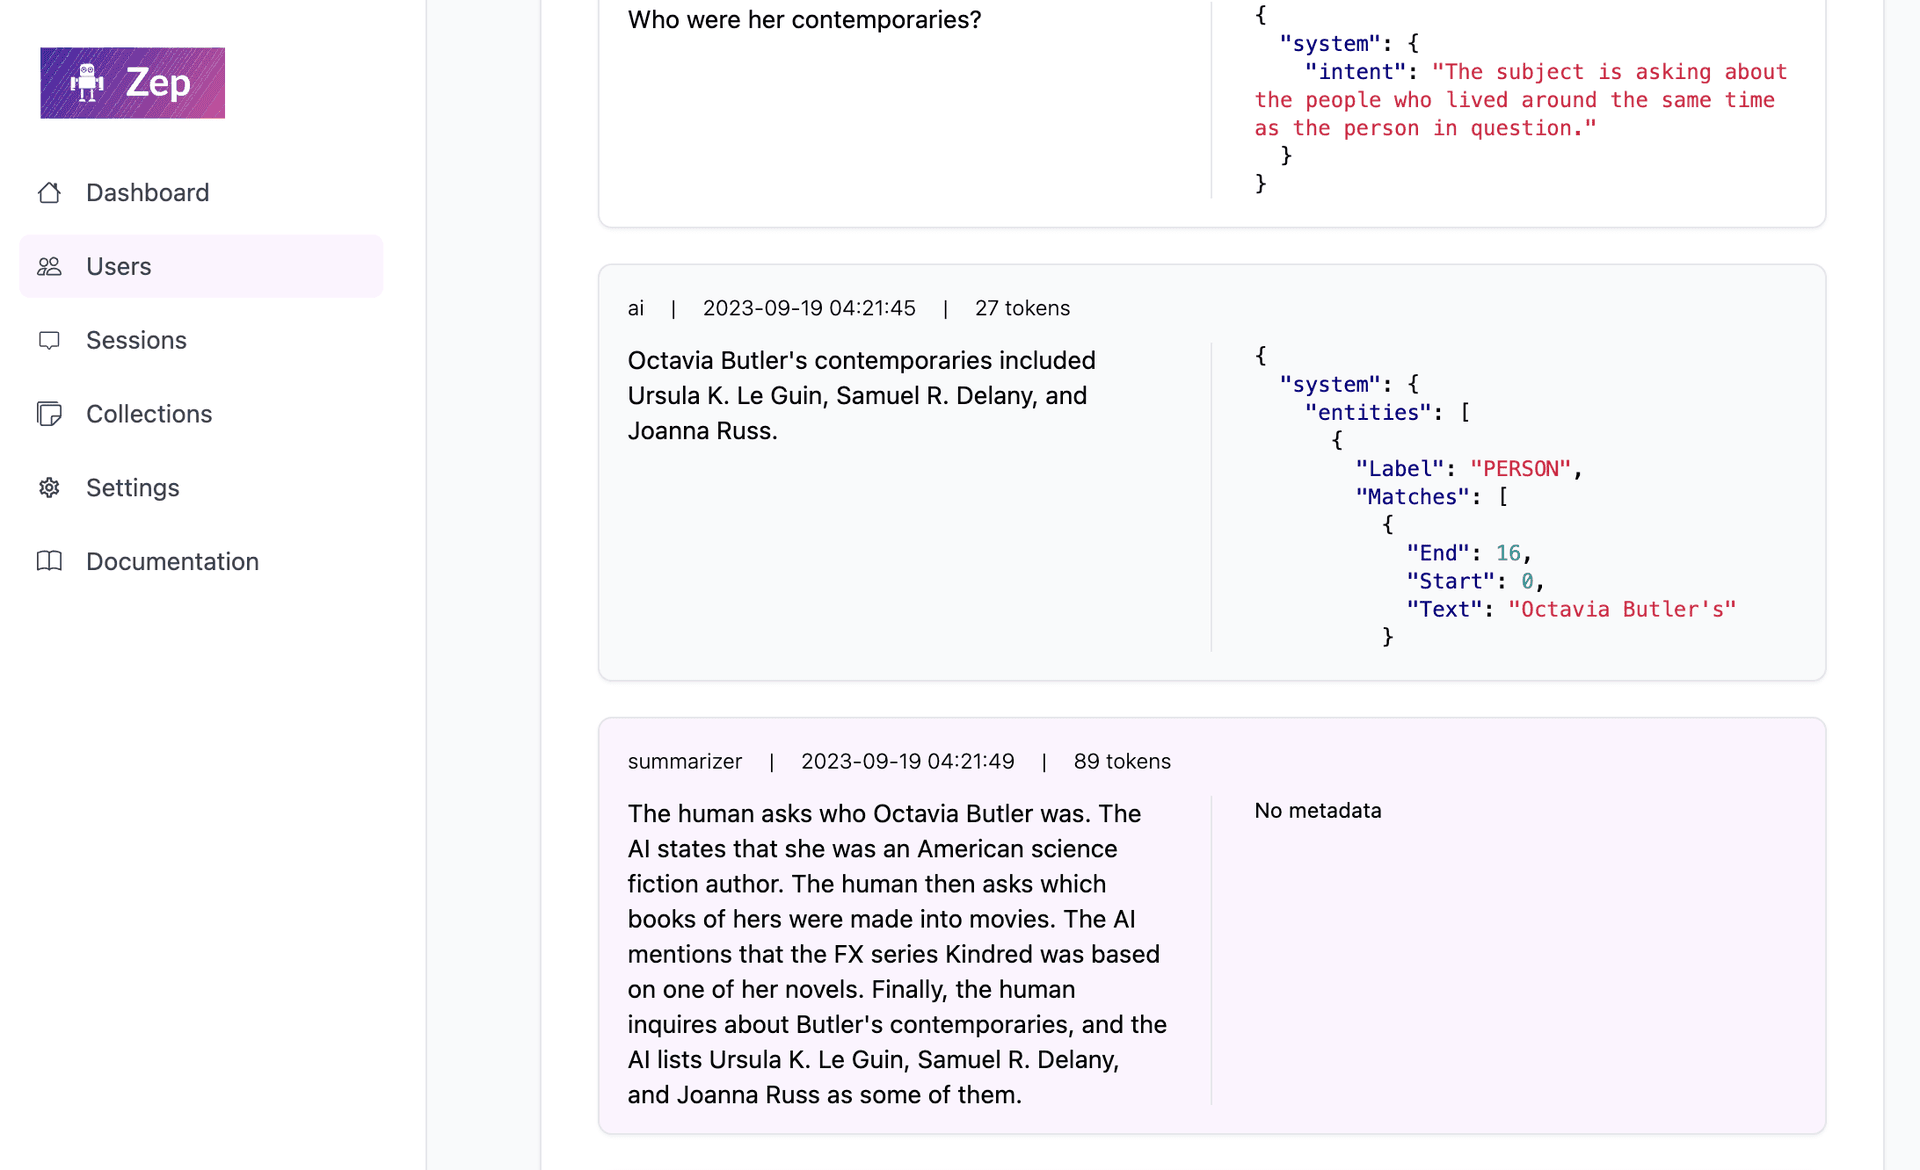 Zep
Dashboard
Users
Sessions
Collections
Settings
Documentation
Who were her contemporaries?
{
"system": {
"intent": "The subject is asking about
the people who lived around the same time
as the person in question."
}
}
ai | 2023-09-19 04:21:45 | 27 tokens
Octavia Butler's contemporaries included
Ursula K. Le Guin, Samuel R. Delany, and
Joanna Russ.
{
"system": {
"entities": [
{
"Label": "PERSON",
"Matches": [
{
"End": 16,
"Start": 0,
"Text": "Octavia Butler's"
}
summarizer | 2023-09-19 04:21:49 | 89 tokens
The human asks who Octavia Butler was. The
AI states that she was an American science
fiction author. The human then asks which
books of hers were made into movies. The AI
mentions that the FX series Kindred was based
on one of her novels. Finally, the human
inquires about Butler's contemporaries, and the
AI lists Ursula K. Le Guin, Samuel R. Delany,
and Joanna Russ as some of them.
No metadata